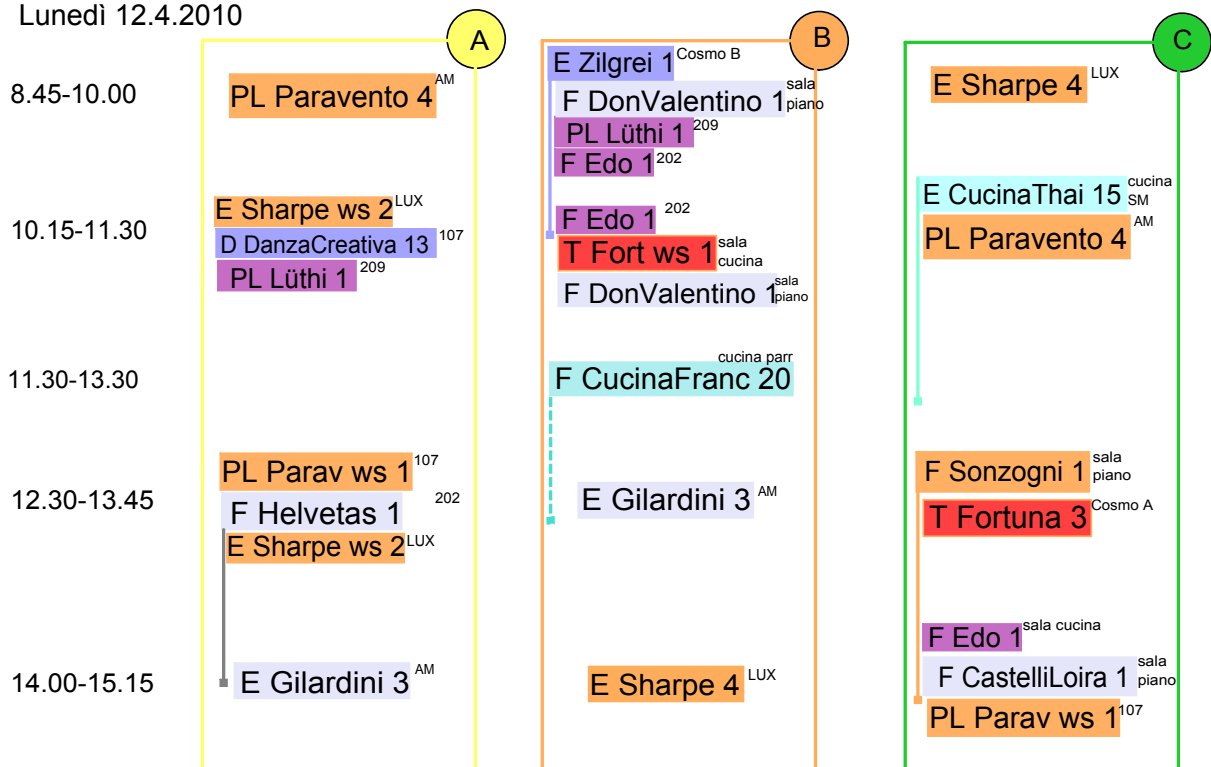 Lunedì 12.4.2010
A
B
C
8.45-10.00
PL Paravento 4 AM
E Zilgrei 1 Cosmo B
F DonValentino 1 sala piano
PL Lüthi 1 209
F Edo 1 202
E Sharpe 4 LUX
10.15-11.30
E Sharpe ws 2 LUX
D DanzaCreativa 13 107
PL Lüthi 1 209
F Edo 1 202
T Fort ws 1 sala cucina
F DonValentino 1 sala piano
E CucinaThai 15 cucina SM
PL Paravento 4 AM
11.30-13.30
cucina parr
F CucinaFranc 20
12.30-13.45
PL Parav ws 1 107
F Helvetas 1 202
E Sharpe ws 2 LUX
E Gilardini 3 AM
F Sonzogni 1 sala piano
T Fortuna 3 Cosmo A
14.00-15.15
E Gilardini 3 AM
E Sharpe 4 LUX
F Edo 1 sala cucina
F CastelliLoira 1 sala piano
PL Parav ws 1 107